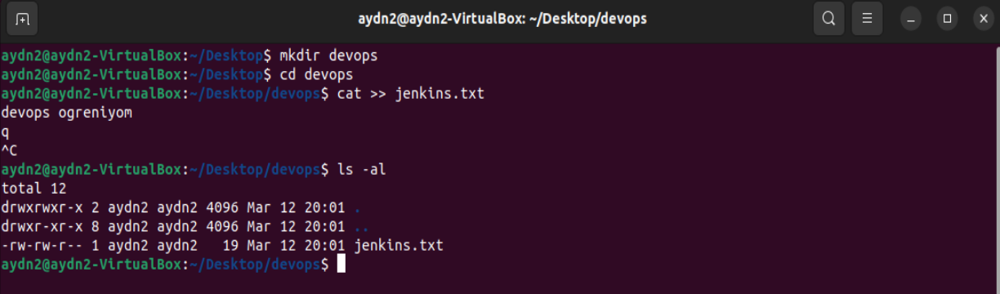 aydn2@aydn2-VirtualBox: ~/Desktop/devops
aydn2@aydn2-VirtualBox:~/Desktop$ mkdir devops
aydn2@aydn2-VirtualBox:~/Desktop$ cd devops
aydn2@aydn2-VirtualBox:~/Desktop/devops$ cat >> jenkins.txt
devops ogreniyom
q
^C
aydn2@aydn2-VirtualBox:~/Desktop/devops$ ls -al
total 12
drwxrwxr-x 2 aydn2 aydn2 4096 Mar 12 20:01 .
drwxr-xr-x 8 aydn2 aydn2 4096 Mar 12 20:01 ..
-rw-rw-r-- 1 aydn2 aydn2   19 Mar 12 20:01 jenkins.txt
aydn2@aydn2-VirtualBox:~/Desktop/devops$